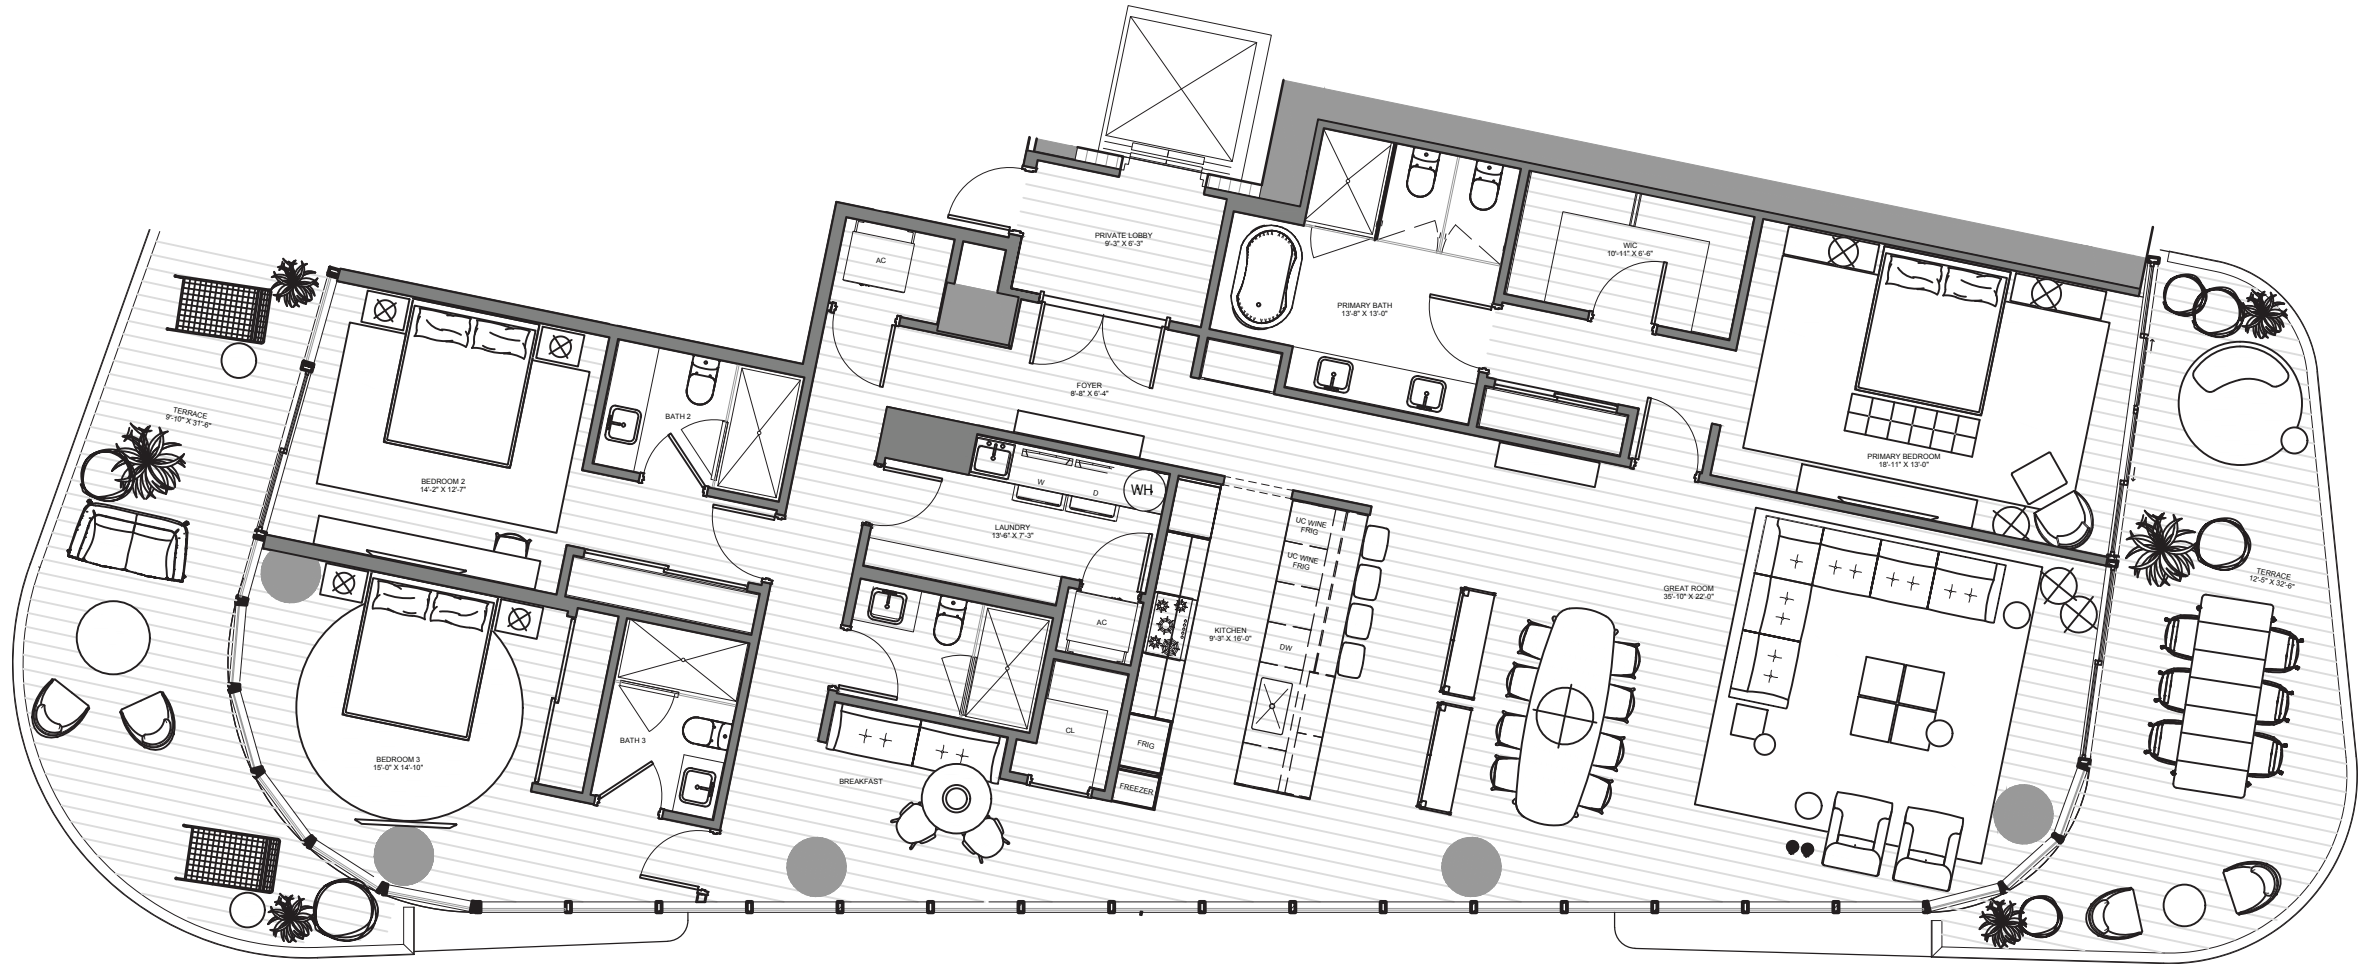 PRIVATE LOBBY
9'-3" X 6'-3"
AC
WIC
10'-11" X 6'-6"
PRIMARY BATH
13'-8" X 13'-0"
FOYER
8'-8" X 6'-4"
TERRACE
9'-10" X 31'-6"
BATH 2
BEDROOM 2
14'-2" X 12'-7"
PRIMARY BEDROOM
18'-11" X 13'-0"
W
D
WH
LAUNDRY
13'-6" X 7'-3"
UC WINE
FRIG
UC WINE
FRIG
TERRACE
12'-5" X 32'-6"
GREAT ROOM
35'-10" X 22'-0"
AC
KITCHEN
9'-3" X 16'-0"
DW
CL
FRIG
FREEZER
BATH 3
BEDROOM 3
15'-0" X 14'-10"
BREAKFAST